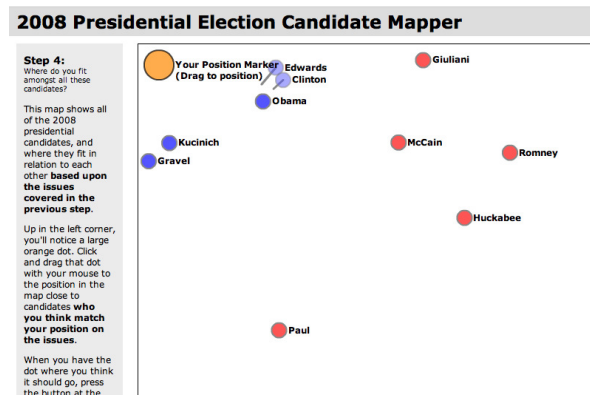 2008 Presidential Election Candidate Mapper
Step 4:
Where do you fit
amongst all these
candidates?
This map shows all
of the 2008
presidential
candidates, and
where they fit in
relation to each
other based upon
the issues
covered in the
previous step.
Up in the left corner,
you'll notice a large
orange dot. Click
and drag that dot
with your mouse to
the position in the
map close to
candidates who
you think match
your position on
the issues.
When you have the
dot where you think
it should go, press
the button at the
Your Position Marker
(Drag to position)
Edwards
Clinton
Obama
Giuliani
Kucinich
Gravel
McCain
Romney
Huckabee
Paul